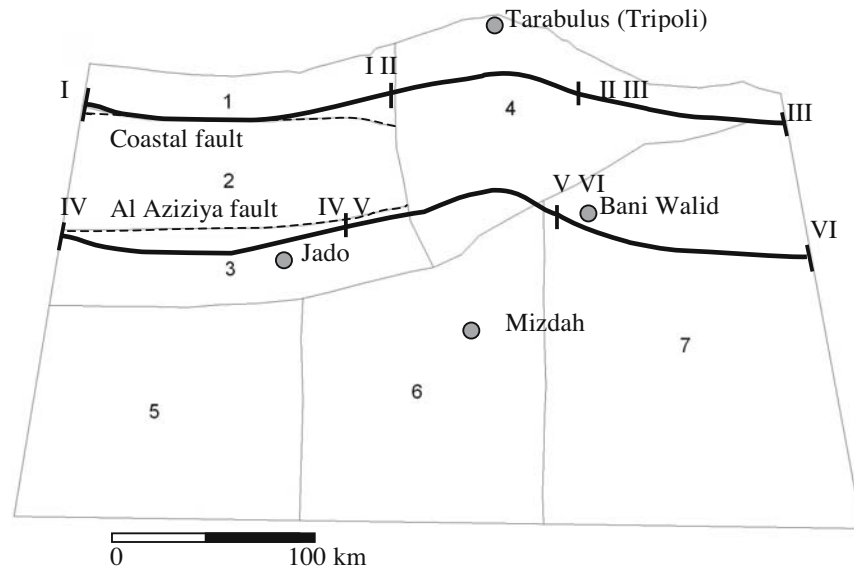 Tarabulus (Tripoli)
I II
I
II III
1
4
III
Coastal fault
2
V VI
IV
Al Aziziya fault
IV V
Bani Walid
VI
Jado
3
Mizdah
7
6
5
0
100 km